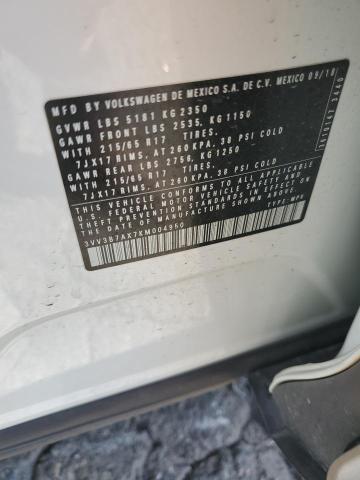 MFD BY VOLKSWAGEN DE MEXICO S.A. DE C.V. MEXICO 09/18
GVWR LBS 5181 KG 2350
GAWR FRONT LBS 2535, KG 1150
WITH 215/65 R17 TIRES.
7JX17 RIMS, AT 260 KPA, 38 PSI COLD
GAWR REAR LBS 2756, KG 1250
WITH 215/65 R17 TIRES.
7JX17 RIMS, AT 260 KPA, 38 PSI COLD
THIS VEHICLE CONFORMS TO ALL APPLICABLE
U.S. FEDERAL MOTOR VEHICLE SAFETY AND
THEFT PREVENTION STANDARDS IN EFFECT ON
THE DATE OF MANUFACTURE SHOWN ABOVE.
3VV3B7AX7KM004950 TYPE: MPV